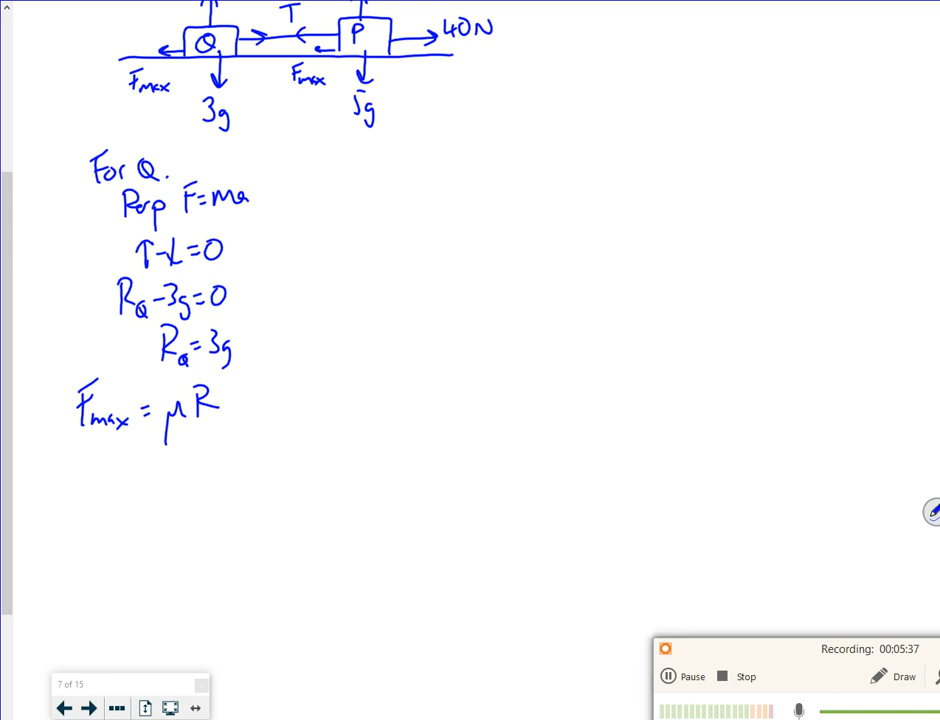 T
40N
Q
P
Fmax
Fmax
3g
5g
For Q.
Perp F=ma
↑-↓=0
RQ-3g=0
RQ=3g
Fmax = μR
Recording: 00:05:37
Pause
Stop
Draw
7 of 15